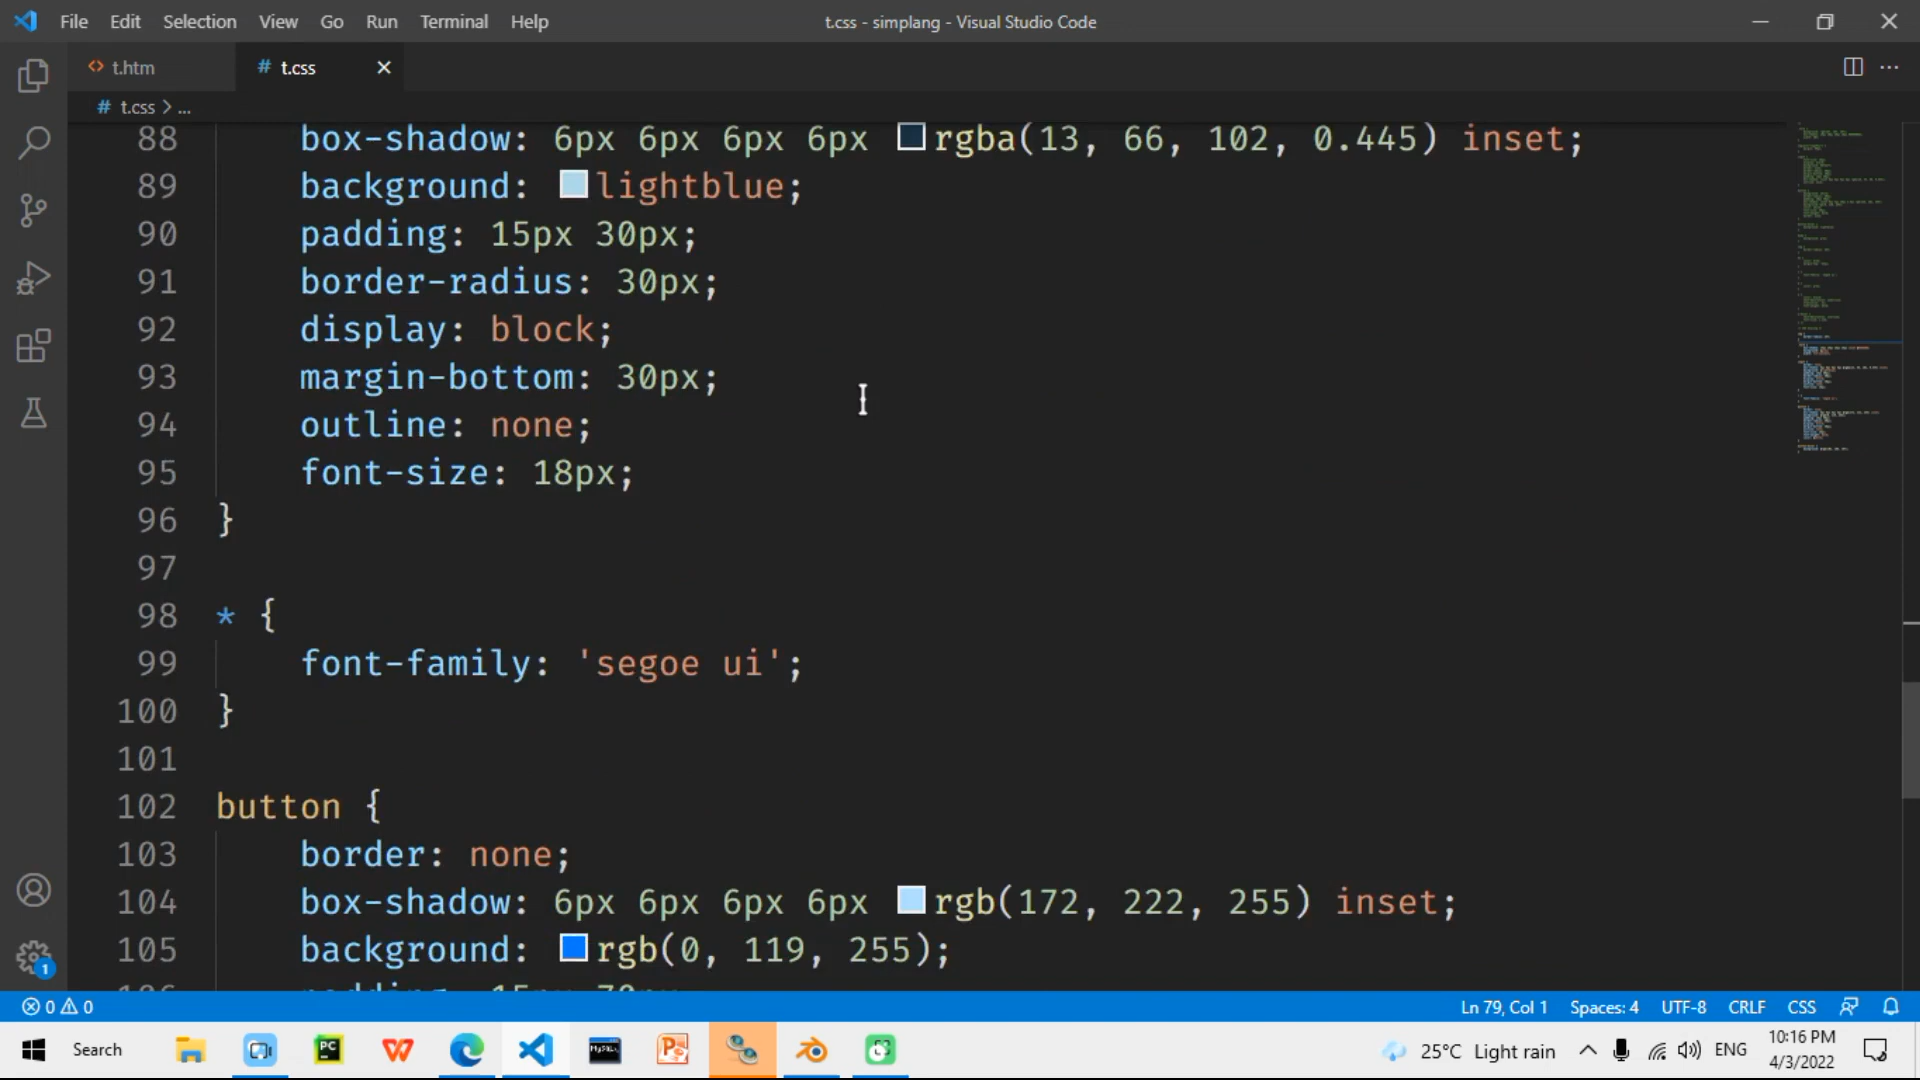 File Edit Selection View Go Run Terminal Help
t.css - simplang - Visual Studio Code
t.htm
# t.css
# t.css > ...
88 box-shadow: 6px 6px 6px 6px rgba(13, 66, 102, 0.445) inset;
89 background: lightblue;
90 padding: 15px 30px;
91 border-radius: 30px;
92 display: block;
93 margin-bottom: 30px;
94 outline: none;
95 font-size: 18px;
96 }
97
98 * {
99 font-family: 'segoe ui';
100 }
101
102 button {
103 border: none;
104 box-shadow: 6px 6px 6px 6px rgb(172, 222, 255) inset;
105 background: rgb(0, 119, 255);
1
0 0
Ln 79, Col 1 Spaces: 4 UTF-8 CRLF CSS
Search
PC
MySQL
25°C Light rain
ENG
10:16 PM
4/3/2022